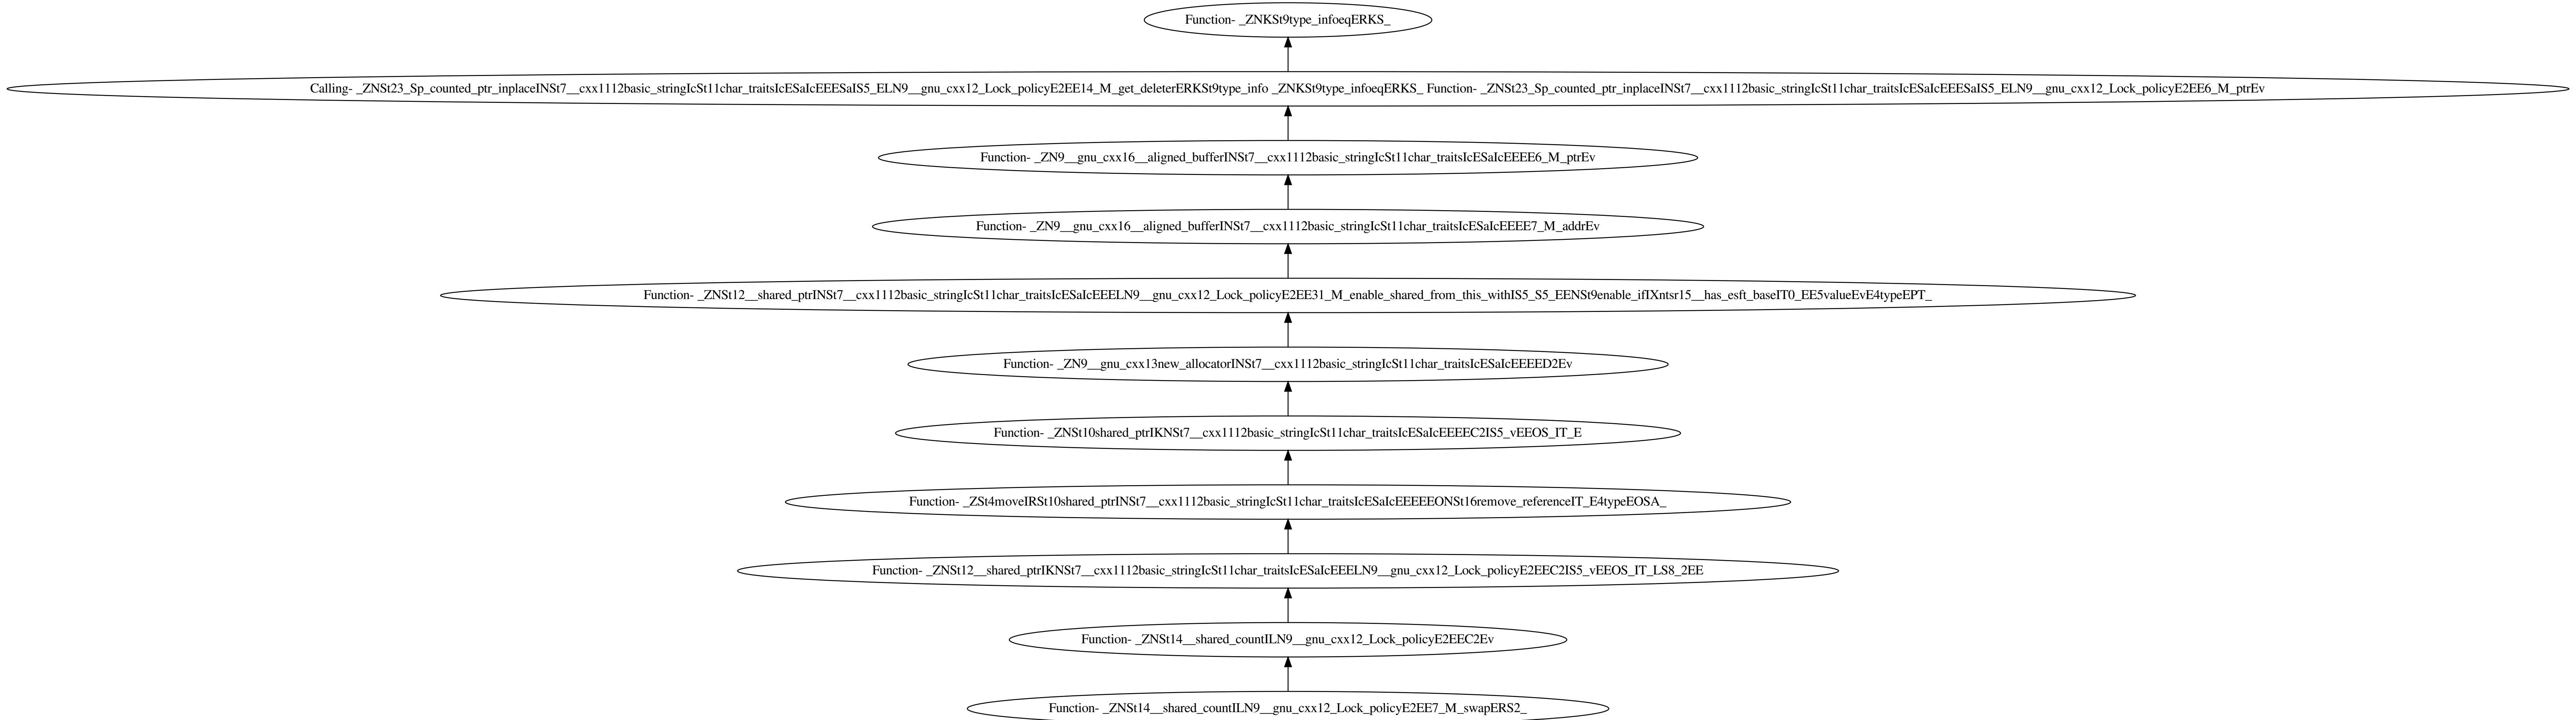 Function- _ZNKSt9type_infoeqERKS_
Calling- _ZNSt23_Sp_counted_ptr_inplaceINSt7__cxx1112basic_stringIcSt11char_traitsIcESaIcEEESaIS5_ELN9__gnu_cxx12_Lock_policyE2EE14_M_get_deleterERKSt9type_info _ZNKSt9type_infoeqERKS_ Function- _ZNSt23_Sp_counted_ptr_inplaceINSt7__cxx1112basic_stringIcSt11char_traitsIcESaIcEEESaIS5_ELN9__gnu_cxx12_Lock_policyE2EE6_M_ptrEv
Function- _ZN9__gnu_cxx16__aligned_bufferINSt7__cxx1112basic_stringIcSt11char_traitsIcESaIcEEEE6_M_ptrEv
Function- _ZN9__gnu_cxx16__aligned_bufferINSt7__cxx1112basic_stringIcSt11char_traitsIcESaIcEEEE7_M_addrEv
Function- _ZNSt12__shared_ptrINSt7__cxx1112basic_stringIcSt11char_traitsIcESaIcEEELN9__gnu_cxx12_Lock_policyE2EE31_M_enable_shared_from_this_withIS5_S5_EENSt9enable_ifIXntsr15__has_esft_baseIT0_EE5valueEvE4typeEPT_
Function- _ZN9__gnu_cxx13new_allocatorINSt7__cxx1112basic_stringIcSt11char_traitsIcESaIcEEEED2Ev
Function- _ZNSt10shared_ptrIKNSt7__cxx1112basic_stringIcSt11char_traitsIcESaIcEEEEC2IS5_vEEOS_IT_E
Function- _ZSt4moveIRSt10shared_ptrINSt7__cxx1112basic_stringIcSt11char_traitsIcESaIcEEEEEONSt16remove_referenceIT_E4typeEOSA_
Function- _ZNSt12__shared_ptrIKNSt7__cxx1112basic_stringIcSt11char_traitsIcESaIcEEELN9__gnu_cxx12_Lock_policyE2EEC2IS5_vEEOS_IT_LS8_2EE
Function- _ZNSt14__shared_countILN9__gnu_cxx12_Lock_policyE2EEC2Ev
Function- _ZNSt14__shared_countILN9__gnu_cxx12_Lock_policyE2EE7_M_swapERS2_